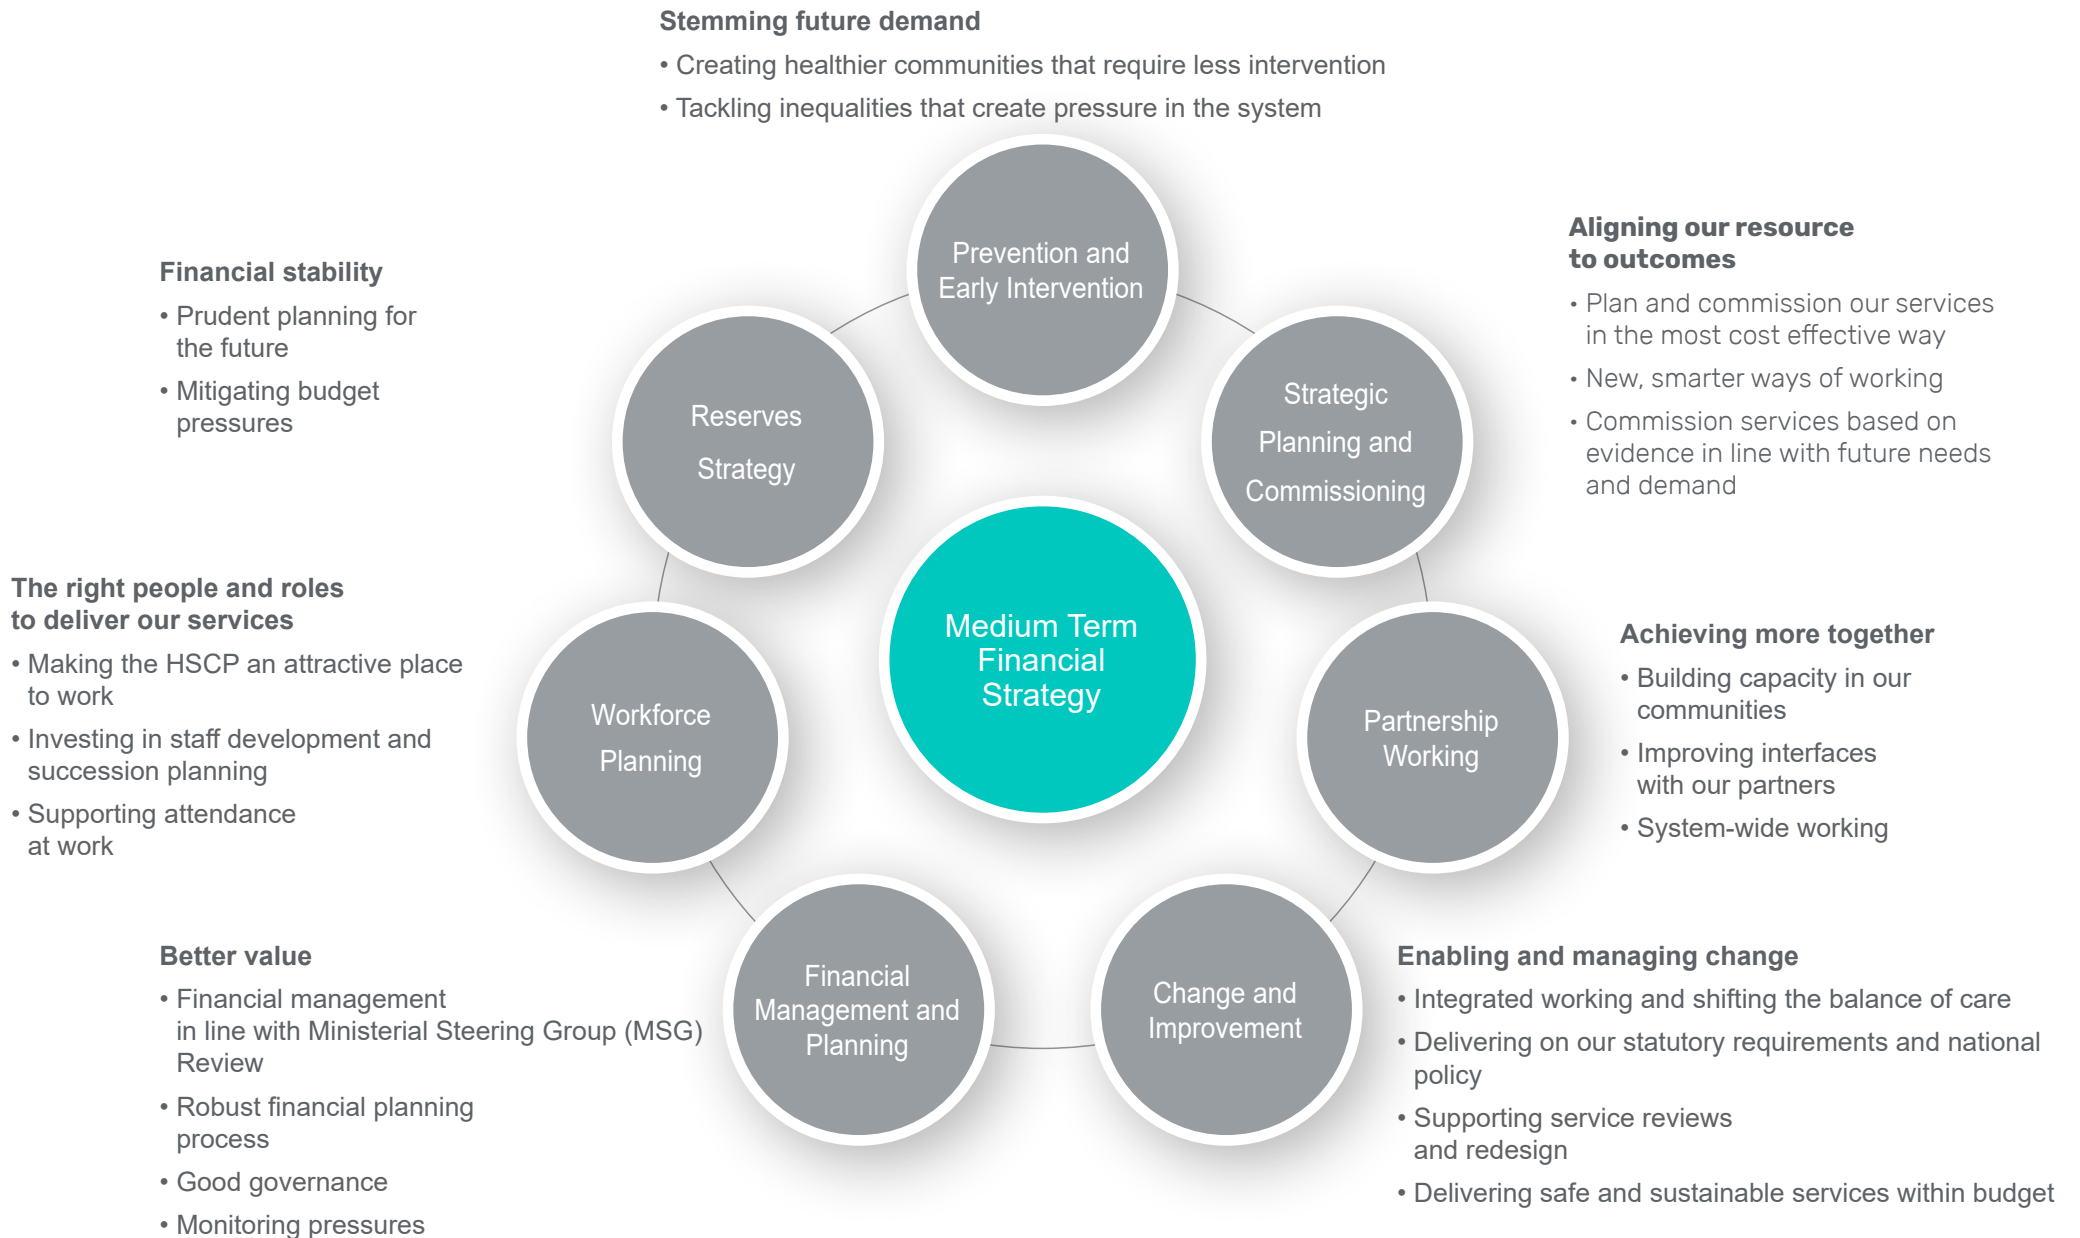 Stemming future demand
• Creating healthier communities that require less intervention
• Tackling inequalities that create pressure in the system
Prevention and
Early Intervention
Aligning our resource
to outcomes
• Plan and commission our services
in the most cost effective way
• New, smarter ways of working
• Commission services based on
evidence in line with future needs
and demand
Strategic
Planning and
Commissioning
Financial stability
• Prudent planning for
the future
• Mitigating budget
pressures
Reserves
Strategy
Medium Term
Financial
Strategy
The right people and roles
to deliver our services
• Making the HSCP an attractive place
to work
• Investing in staff development and
succession planning
• Supporting attendance
at work
Workforce
Planning
Partnership
Working
Achieving more together
• Building capacity in our
communities
• Improving interfaces
with our partners
• System-wide working
Better value
• Financial management
in line with Ministerial Steering Group (MSG)
Review
• Robust financial planning
process
• Good governance
• Monitoring pressures
Financial
Management and
Planning
Change and
Improvement
Enabling and managing change
• Integrated working and shifting the balance of care
• Delivering on our statutory requirements and national
policy
• Supporting service reviews
and redesign
• Delivering safe and sustainable services within budget